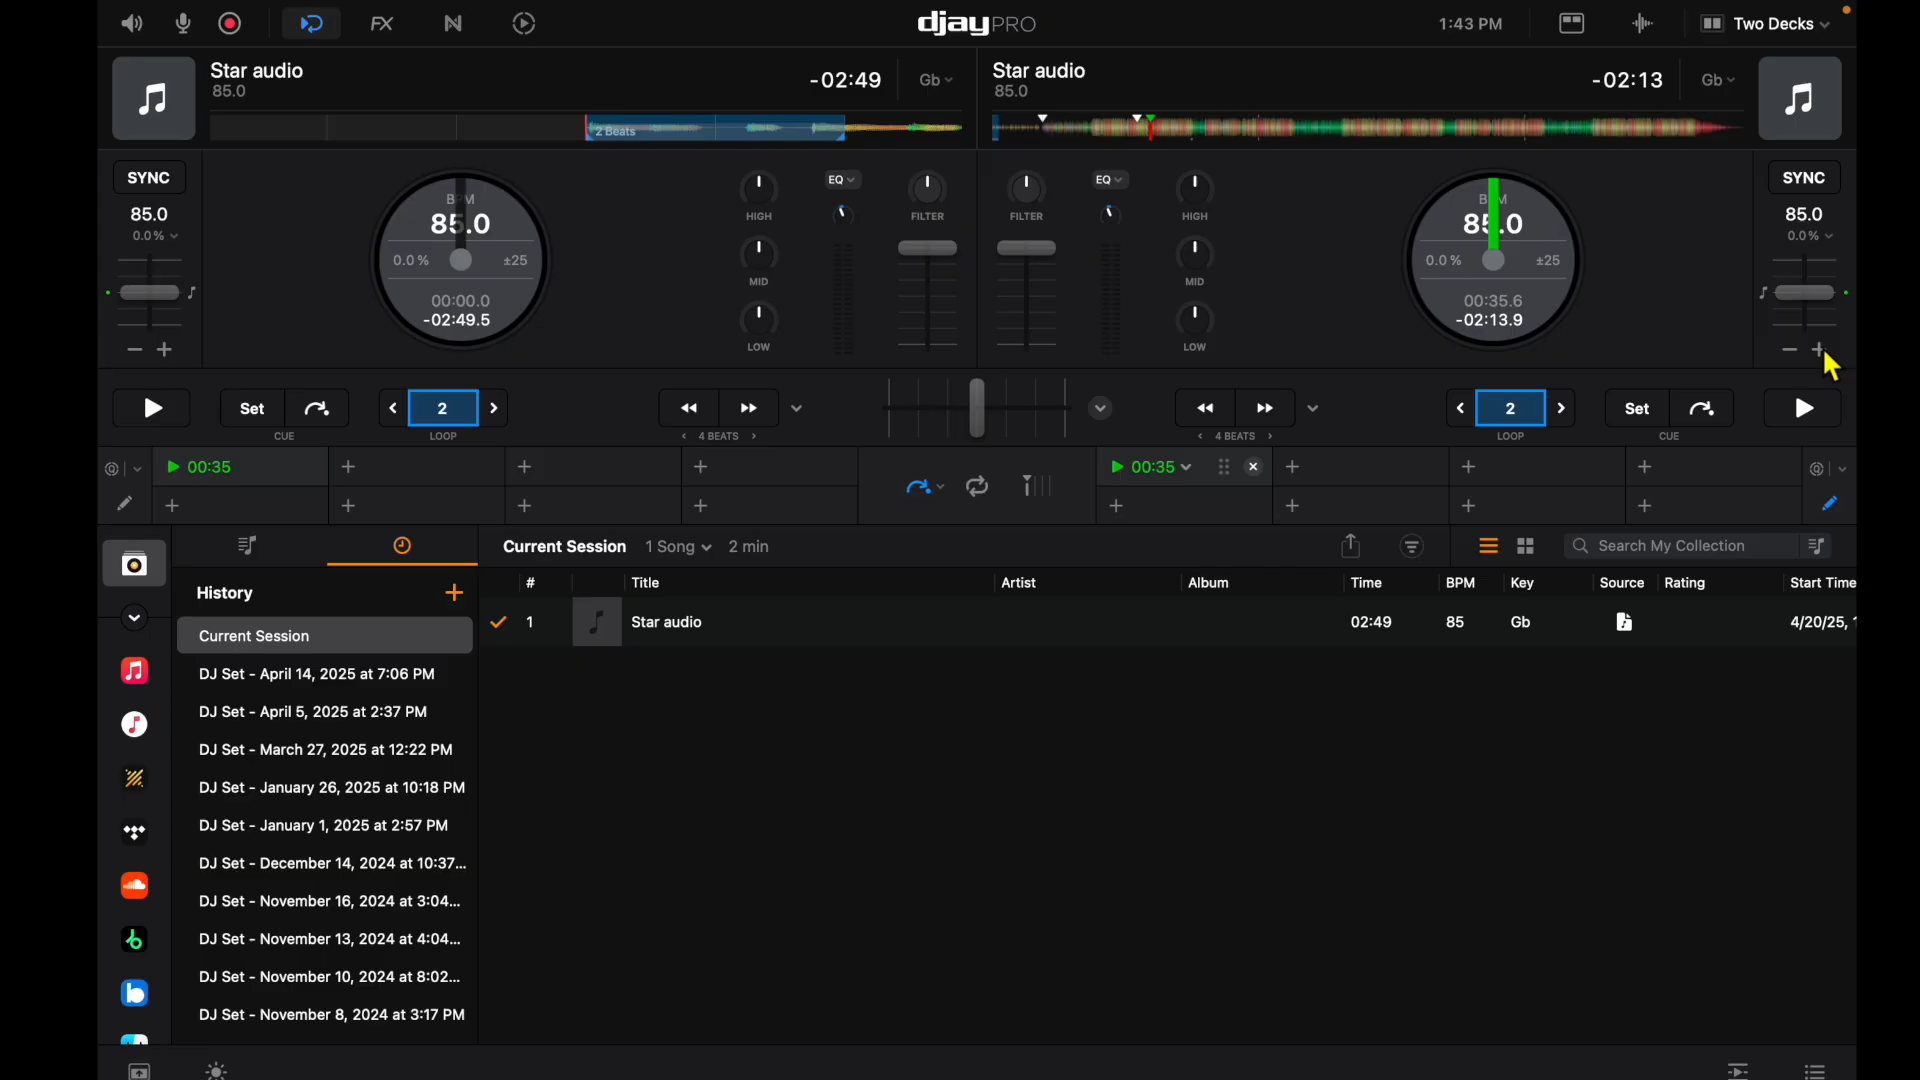 FX
djay PRO
1:43 PM
Two Decks
Star audio
85.0
-02:49
Gb
2 Beats
Star audio
85.0
-02:13
Gb
SYNC
85.0
0.0 %
BPM
85.0
0.0 %
±25
00:00.0
-02:49.5
HIGH
MID
LOW
EQ
FILTER
FILTER
EQ
HIGH
MID
LOW
85.0
0.0 %
±25
00:35.6
-02:13.9
SYNC
85.0
0.0 %
Set
CUE
2
LOOP
4 BEATS
4 BEATS
2
LOOP
Set
CUE
00:35
00:35
Current Session 1 Song 2 min
Search My Collection
History
# Title Artist Album Time BPM Key Source Rating Start Time
1 Star audio 02:49 85 Gb 4/20/25,
Current Session
DJ Set - April 14, 2025 at 7:06 PM
DJ Set - April 5, 2025 at 2:37 PM
DJ Set - March 27, 2025 at 12:22 PM
DJ Set - January 26, 2025 at 10:18 PM
DJ Set - January 1, 2025 at 2:57 PM
DJ Set - December 14, 2024 at 10:37...
DJ Set - November 16, 2024 at 3:04...
DJ Set - November 13, 2024 at 4:04...
DJ Set - November 10, 2024 at 8:02...
DJ Set - November 8, 2024 at 3:17 PM